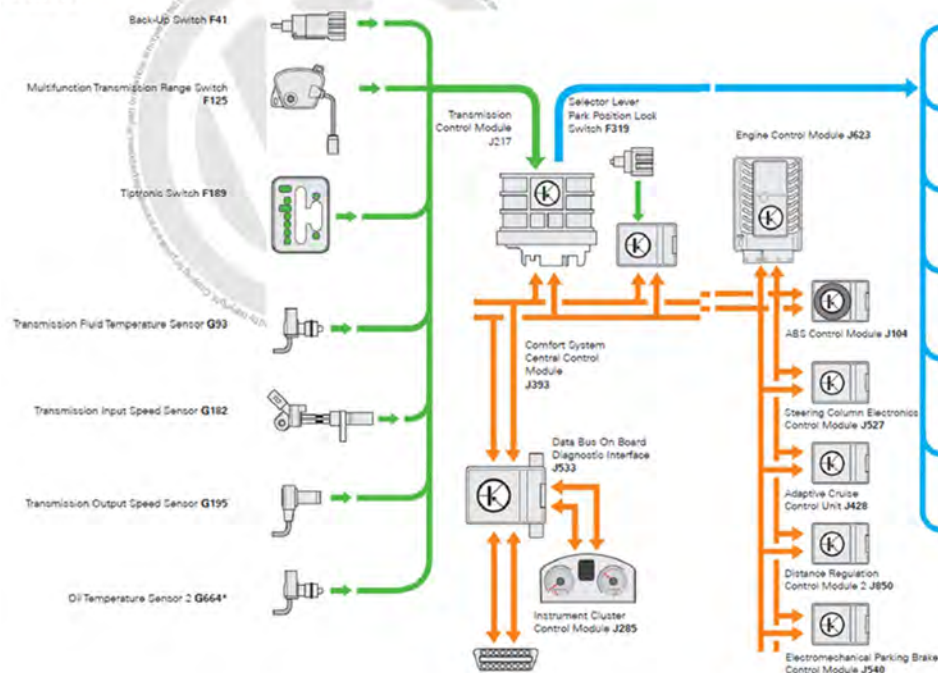 Back-Up Switch F41
Multifunction Transmission Range Switch
F125
Tiptronic Switch F189
Transmission Fluid Temperature Sensor G93
Transmission Input Speed Sensor G182
Transmission Output Speed Sensor G195
Oil Temperature Sensor 2 G664*
Transmission
Control Module
J217
Selector Lever
Park Position Lock
Switch F319
Engine Control Module J623
Comfort System
Central Control
Module
J393
Data Bus On Board
Diagnostic Interface
J533
Instrument Cluster
Control Module J285
ABS Control Module J104
Steering Column Electronics
Control Module J527
Adaptive Cruise
Control Unit J428
Distance Regulation
Control Module 2 J850
Electromechanical Parking Brake
Control Module J540